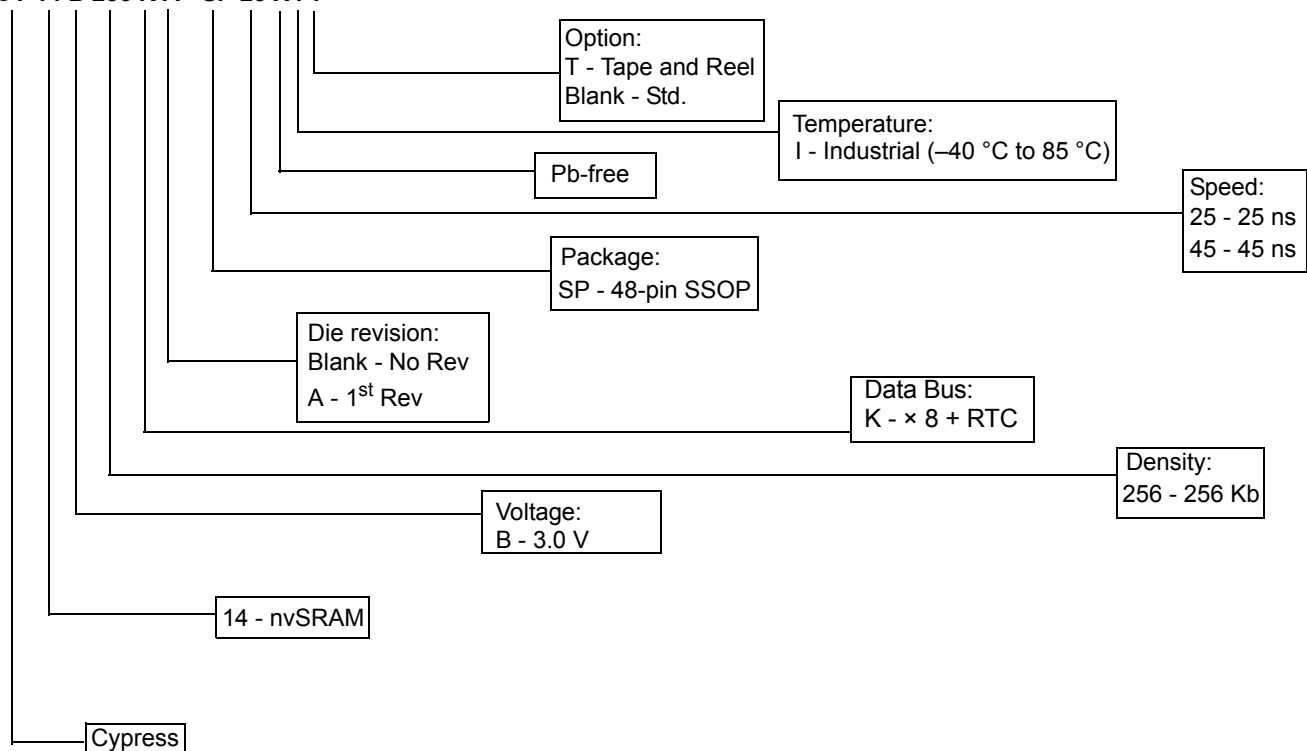 Option:
T - Tape and Reel
Blank - Std.
Temperature:
I - Industrial (–40 °C to 85 °C)
Pb-free
Speed:
25 - 25 ns
45 - 45 ns
Package:
SP - 48-pin SSOP
Die revision:
Blank - No Rev
A - 1st Rev
Data Bus:
K - × 8 + RTC
Density:
256 - 256 Kb
Voltage:
B - 3.0 V
14 - nvSRAM
Cypress